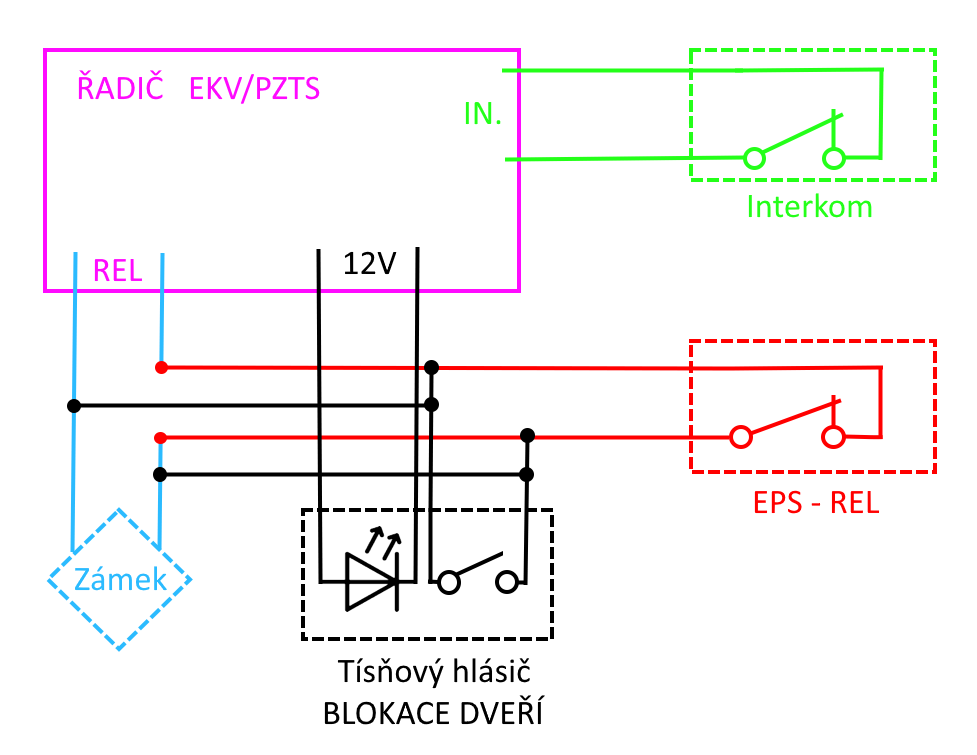 ŘADIČ EKV/PZTS
IN.
Interkom
REL
12V
EPS - REL
Zámek
Tísňový hlásič
BLOKACE DVEŘÍ